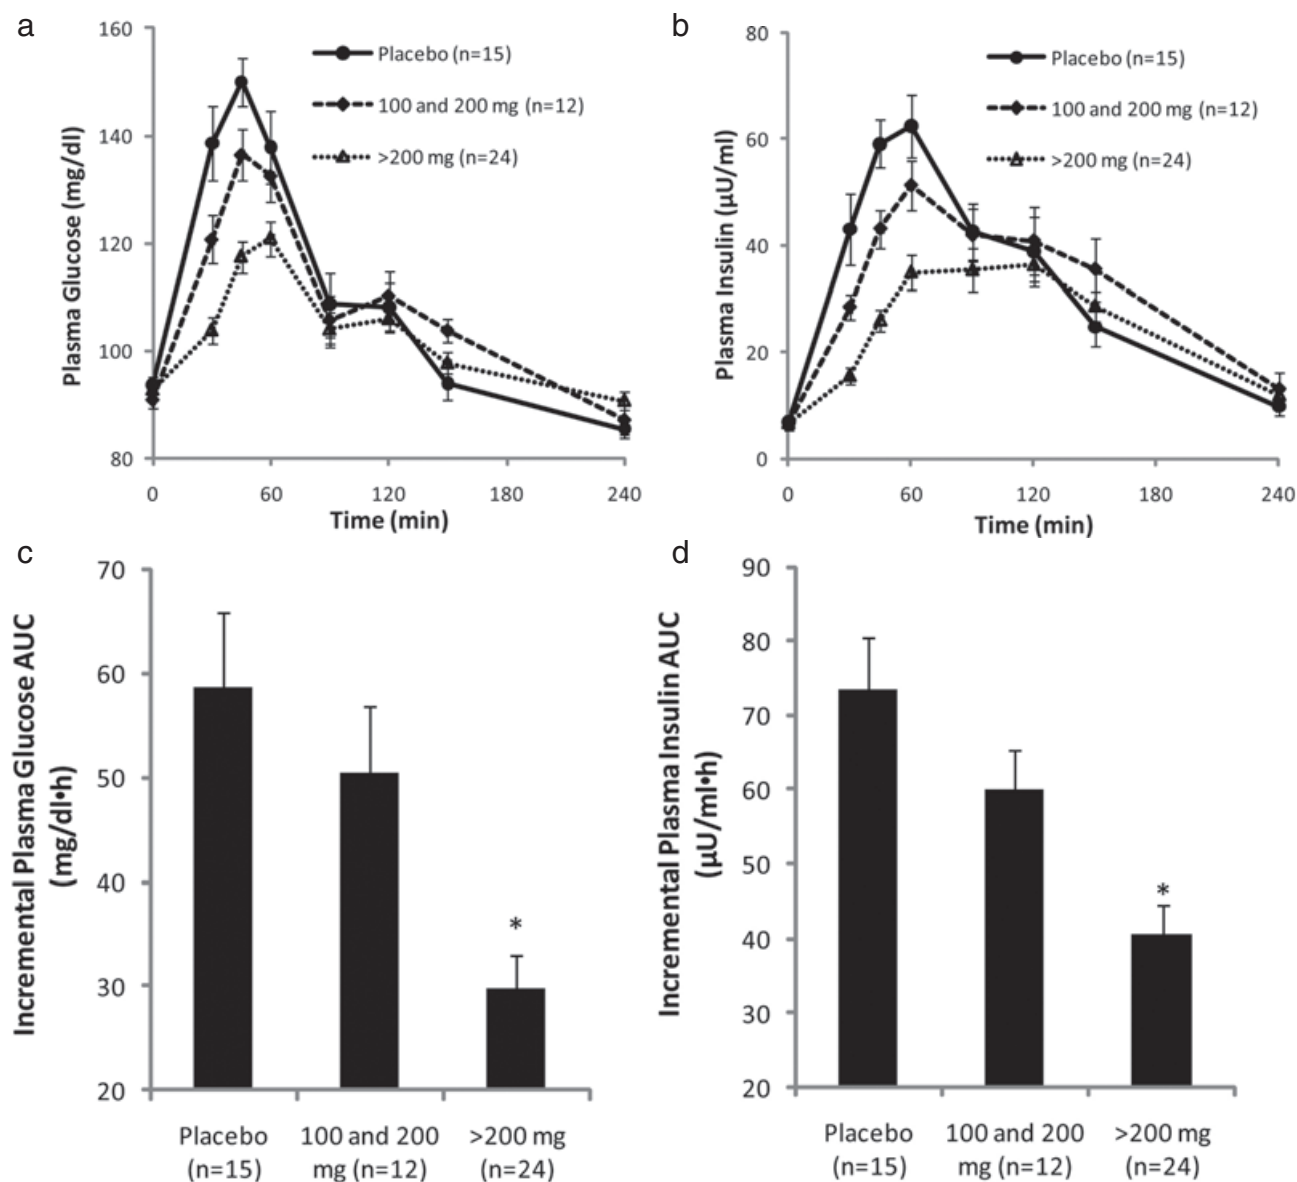 a
160
140
120
100
80
Plasma Glucose (mg/dl)
Placebo (n=15)
100 and 200 mg (n=12)
>200 mg (n=24)
0 60 120 180 240
Time (min)
b
80
60
40
20
0
Plasma Insulin (µU/ml)
Placebo (n=15)
100 and 200 mg (n=12)
>200 mg (n=24)
0 60 120 180 240
Time (min)
c
70
60
50
40
30
20
Incremental Plasma Glucose AUC
(mg/dl•h)
*
Placebo
(n=15)
100 and 200
mg (n=12)
>200 mg
(n=24)
d
90
80
70
60
50
40
30
20
Incremental Plasma Insulin AUC
(µU/ml•h)
*
Placebo
(n=15)
100 and 200
mg (n=12)
>200 mg
(n=24)